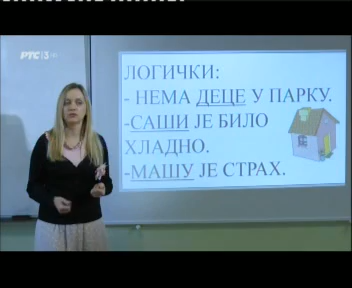 РТС 3
ЛОГИЧКИ:
- НЕМА ДЕЦЕ У ПАРКУ.
-САШИ ЈЕ БИЛО
ХЛАДНО.
-МАШУ ЈЕ СТРАХ.